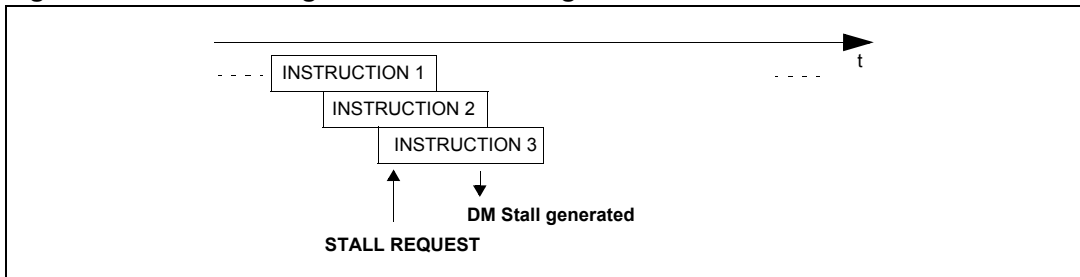 t
INSTRUCTION 1
INSTRUCTION 2
INSTRUCTION 3
DM Stall generated
STALL REQUEST